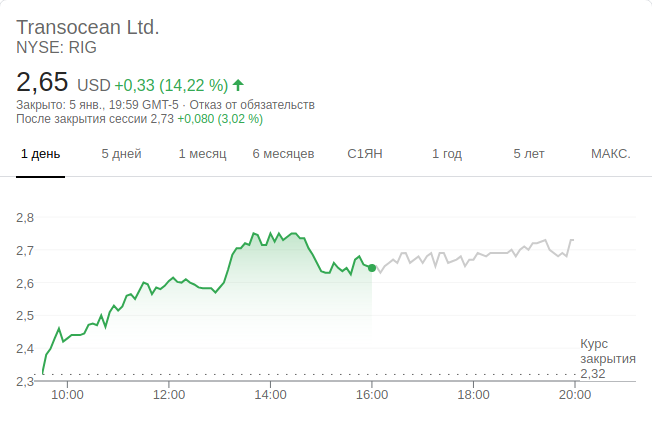 Transocean Ltd.
NYSE: RIG
2,65 USD +0,33 (14,22 %)
Закрыто: 5 янв., 19:59 GMT-5 · Отказ от обязательств
После закрытия сессии 2,73 +0,080 (3,02 %)
1 день 5 дней 1 месяц 6 месяцев С1ЯН 1 год 5 лет МАКС.
2,8
2,7
2,6
2,5
2,4
2,3
Курс
закрытия
2,32
10:00 12:00 14:00 16:00 18:00 20:00